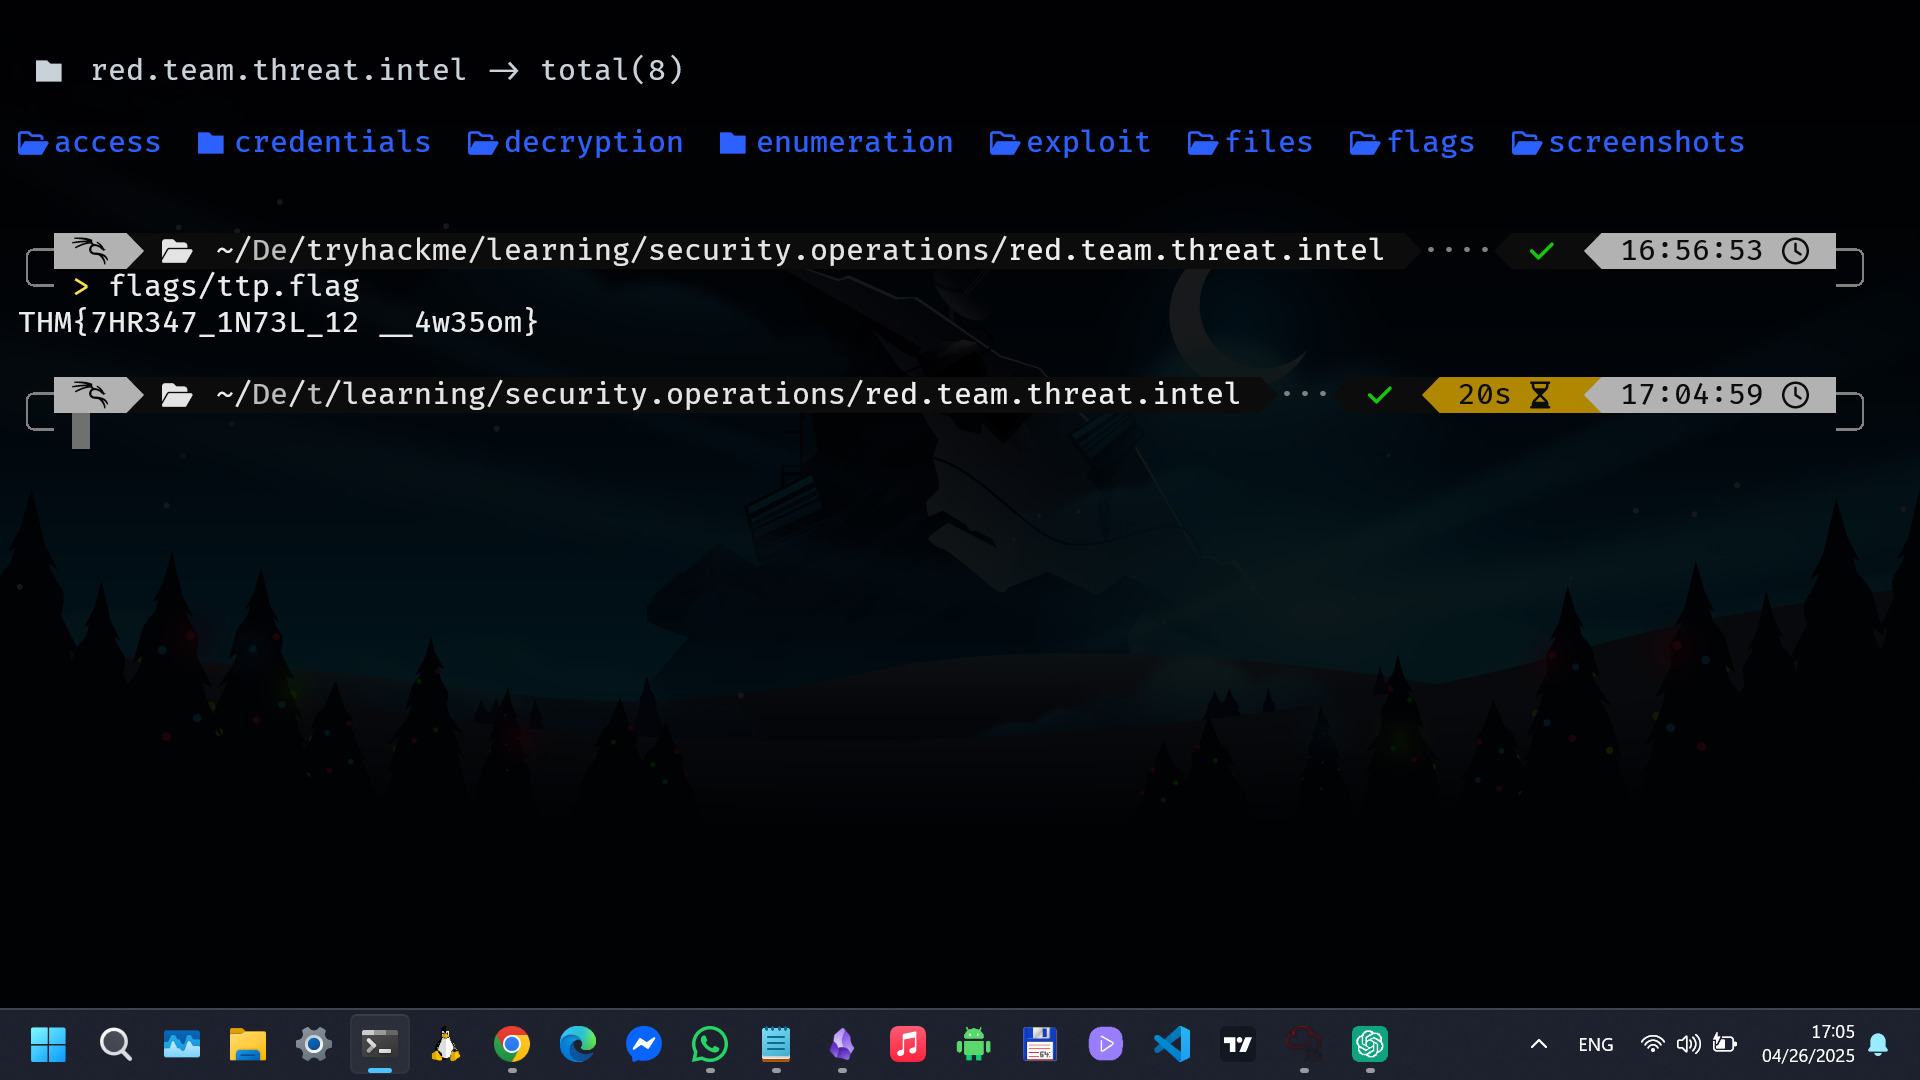 red.team.threat.intel → total(8)
access credentials decryption enumeration exploit files flags screenshots
~/De/tryhackme/learning/security.operations/red.team.threat.intel ···· ✓ 16:56:53
> flags/ttp.flag
THM{7HR347_1N73L_12 __4w35om}
~/De/t/learning/security.operations/red.team.threat.intel ··· ✓ 20s 17:04:59
ENG
17:05
04/26/2025